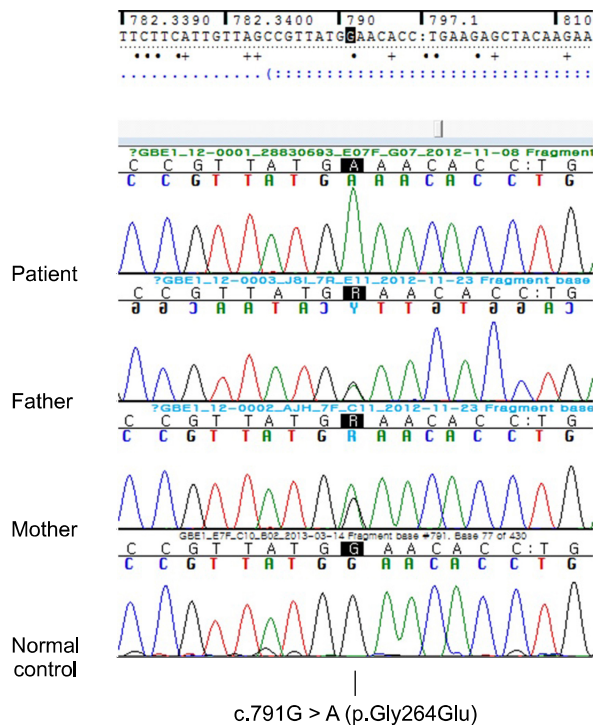 782.3390 782.3400 790 797.1 810
TTCTTCATTGTTAGCCGTTATGGAACACC:TGAAGAGCTACAAGAA
?GBE1_12-0001_28830693_E07F_G07_2012-11-08 Fragment
C C G T T A T G A A A C A C C : T G
C C G T T A T G A A A C A C C T G
Patient
?GBE1_12-0003_JBI_7R_E11_2012-11-23 Fragment base
C C G T T A T G R A A C A C C : T G
G G C A A T A C Y T T G T G G A C
Father
?GBE1_12-0002_AJH_7F_C11_2012-11-23 Fragment base
C C G T T A T G R A A C A C C : T G
C C G T T A T G R A A C A C C T G
Mother
GBE1_E7F_C10_B02_2013-03-14 Fragment base #791. Base 77 of 430
C C G T T A T G G A A C A C C : T G
C C G T T A T G G A A C A C C T G
Normal
control
c.791G > A (p.Gly264Glu)